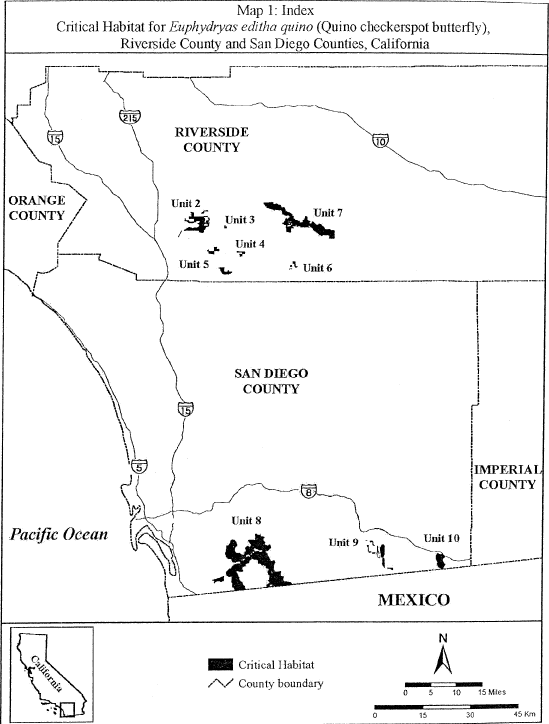 Map 1: Index
Critical Habitat for Euphydryas editha quino (Quino checkerspot butterfly),
Riverside County and San Diego Counties, California
15
215
10
RIVERSIDE
COUNTY
ORANGE
COUNTY
Unit 2
Unit 3
Unit 7
Unit 4
Unit 5
Unit 6
SAN DIEGO
COUNTY
15
5
IMPERIAL
COUNTY
8
Pacific Ocean
Unit 8
Unit 9
Unit 10
MEXICO
California
Critical Habitat
County boundary
N
0 5 10 15 Miles
0 15 30 45 Km